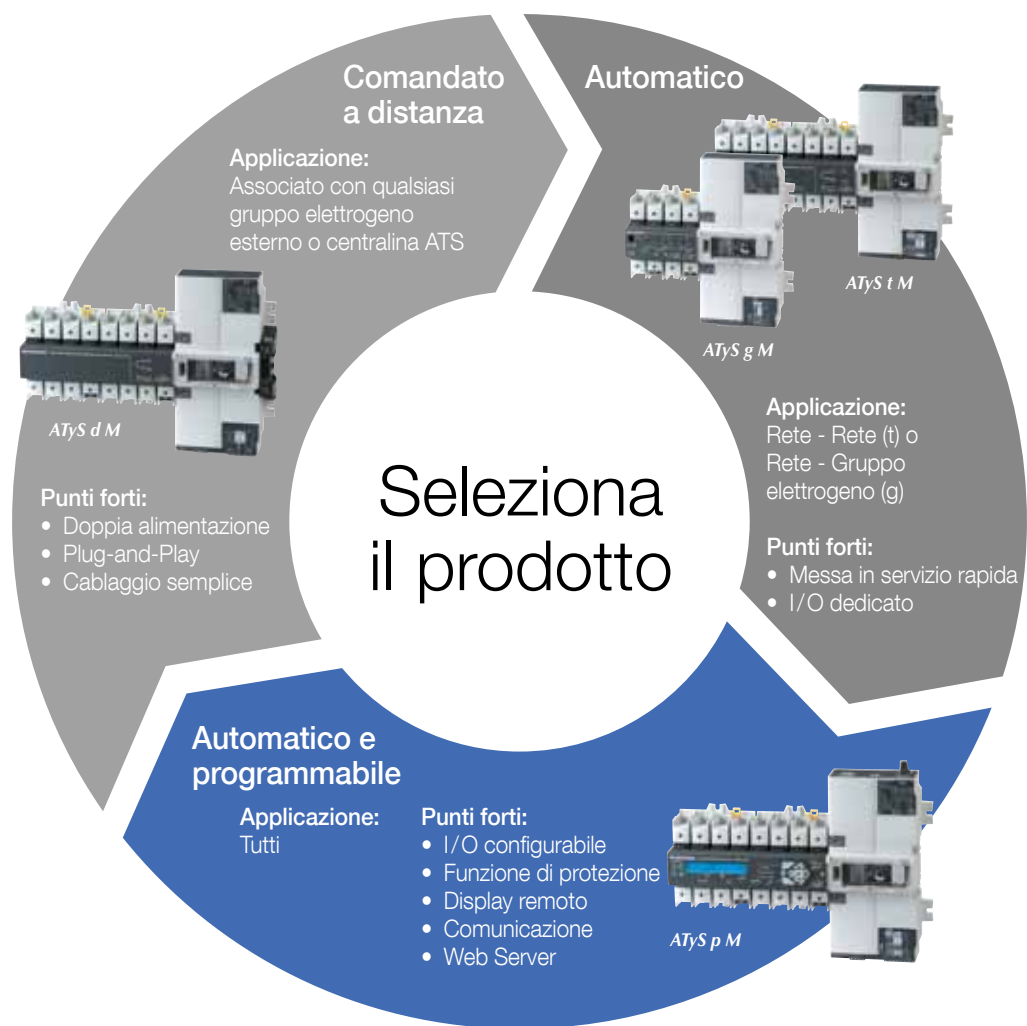 Comandato
a distanza
Applicazione:
Associato con qualsiasi
gruppo elettrogeno
esterno o centralina ATS
ATyS d M
Punti forti:
• Doppia alimentazione
• Plug-and-Play
• Cablaggio semplice
Automatico
ATyS t M
ATyS g M
Applicazione:
Rete - Rete (t) o
Rete - Gruppo
elettrogeno (g)
Punti forti:
• Messa in servizio rapida
• I/O dedicato
Seleziona
il prodotto
Automatico e
programmabile
Applicazione:
Tutti
Punti forti:
• I/O configurabile
• Funzione di protezione
• Display remoto
• Comunicazione
• Web Server
ATyS p M